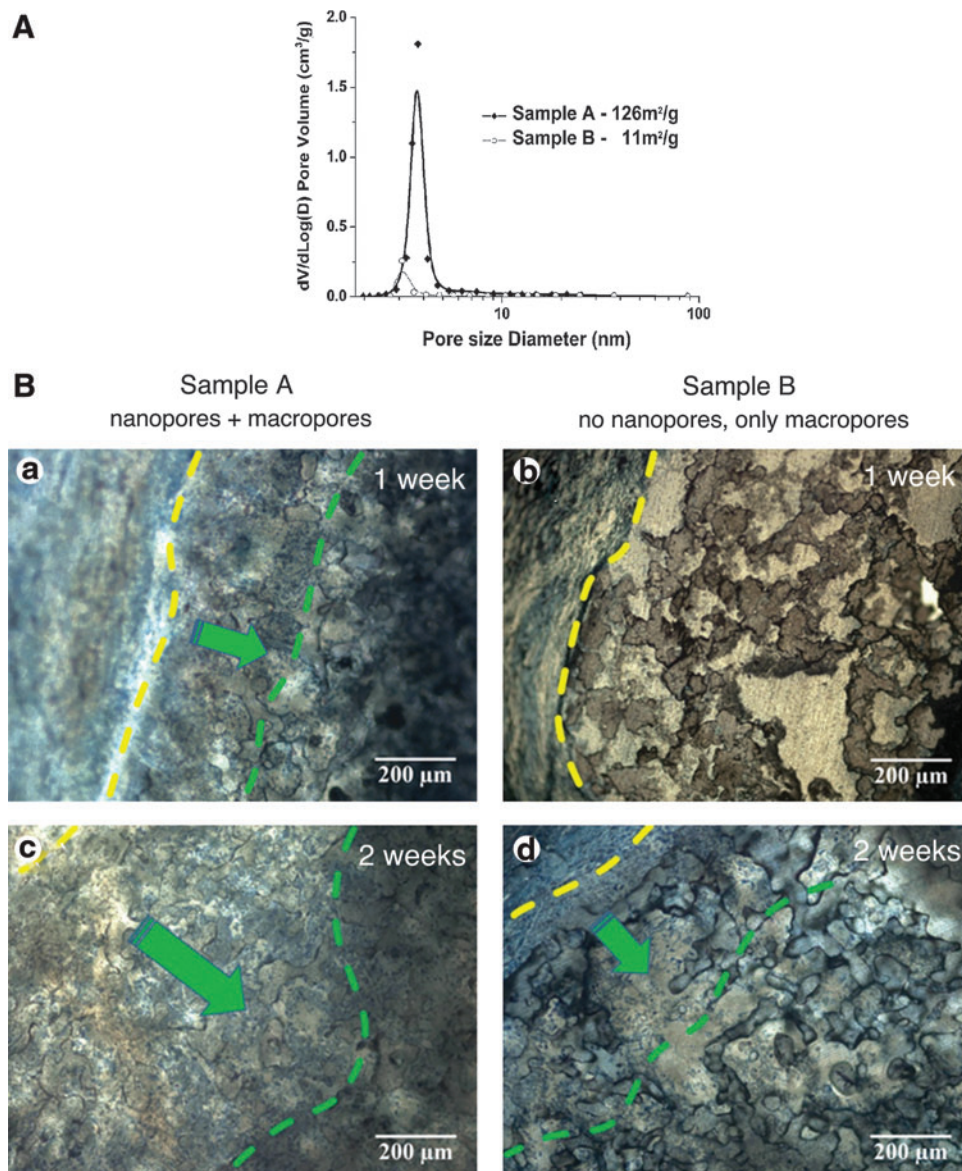 A
dV/dLog(D) Pore Volume (cm³/g)
2.0
1.5
1.0
0.5
0.0
10
100
Pore size Diameter (nm)
Sample A - 126m²/g
Sample B - 11m²/g
B
Sample A
nanopores + macropores
Sample B
no nanopores, only macropores
a
1 week
200 μm
b
1 week
200 μm
c
2 weeks
200 μm
d
2 weeks
200 μm